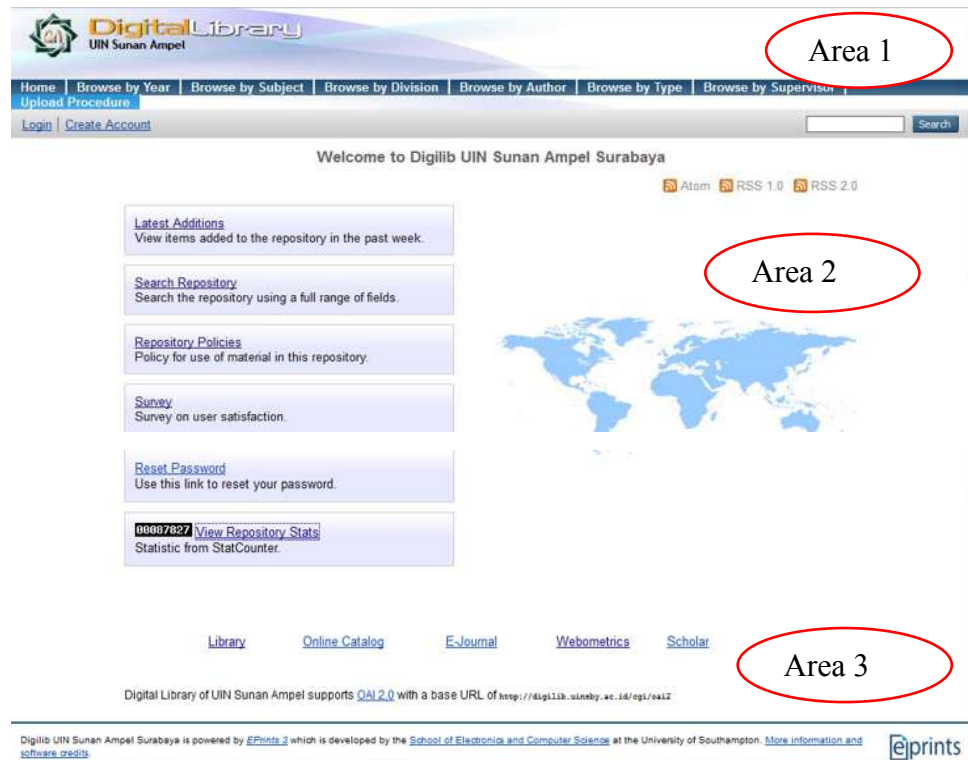 Digital Library
UIN Sunan Ampel
Area 1
Home | Browse by Year | Browse by Subject | Browse by Division | Browse by Author | Browse by Type | Browse by Supervisor |
Upload Procedure
Login | Create Account
Search
Welcome to Digilib UIN Sunan Ampel Surabaya
Atom RSS 1.0 RSS 2.0
Latest Additions
View items added to the repository in the past week.
Area 2
Search Repository
Search the repository using a full range of fields.
Repository Policies
Policy for use of material in this repository.
Survey
Survey on user satisfaction.
Reset Password
Use this link to reset your password.
00087827 View Repository Stats
Statistic from StatCounter.
Library Online Catalog E-Journal Webometrics Scholar
Area 3
Digital Library of UIN Sunan Ampel supports OAI 2.0 with a base URL of http://digilib.uinsby.ac.id/cgi/oai2
Digilib UIN Sunan Ampel Surabaya is powered by EPrints 3 which is developed by the School of Electronics and Computer Science at the University of Southampton. More information and
software credits.
eprints